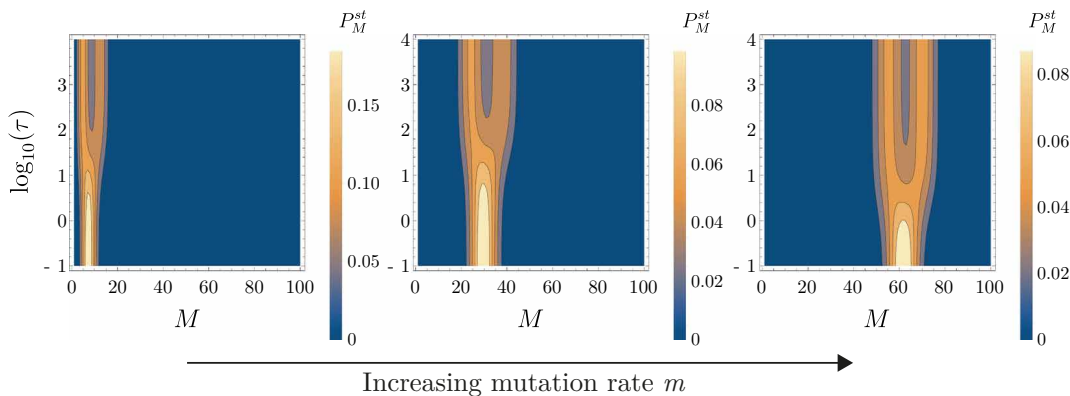 P_M^{st} P_M^{st} P_M^{st}
log₁₀(τ)
3 2 1 0 - 1
0 20 40 60 80 100
M
0.15 0.10 0.05 0
4 3 2 1 0 - 1
0 20 40 60 80 100
M
0.08 0.06 0.04 0.02 0
4 3 2 1 0 - 1
0 20 40 60 80 100
M
0.08 0.06 0.04 0.02 0
Increasing mutation rate m